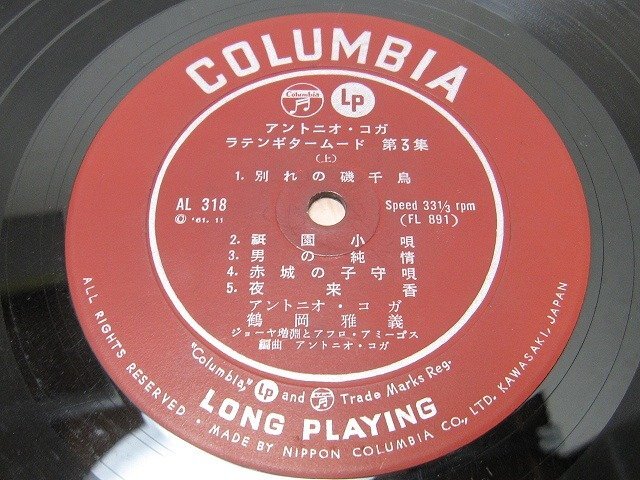 COLUMBIA
Columbia
Lp
アントニオ・コガ
ラテンギタームード 第3集
(上)
1. 別れの磯千鳥
AL 318
Ⓒ '61. 11
Speed 33 1/3 rpm
(FL 891)
2. 祇園小唄
3. 男の純情
4. 赤城の子守唄
5. 夜来香
アントニオ・コガ
鶴岡雅義
ジョーヤ増淵とアフロ・アミーゴス
編曲 アントニオ・コガ
"Columbia," Lp and Trade Marks Reg.
LONG PLAYING
ALL RIGHTS RESERVED · MADE BY NIPPON COLUMBIA CO., LTD. KAWASAKI, JAPAN